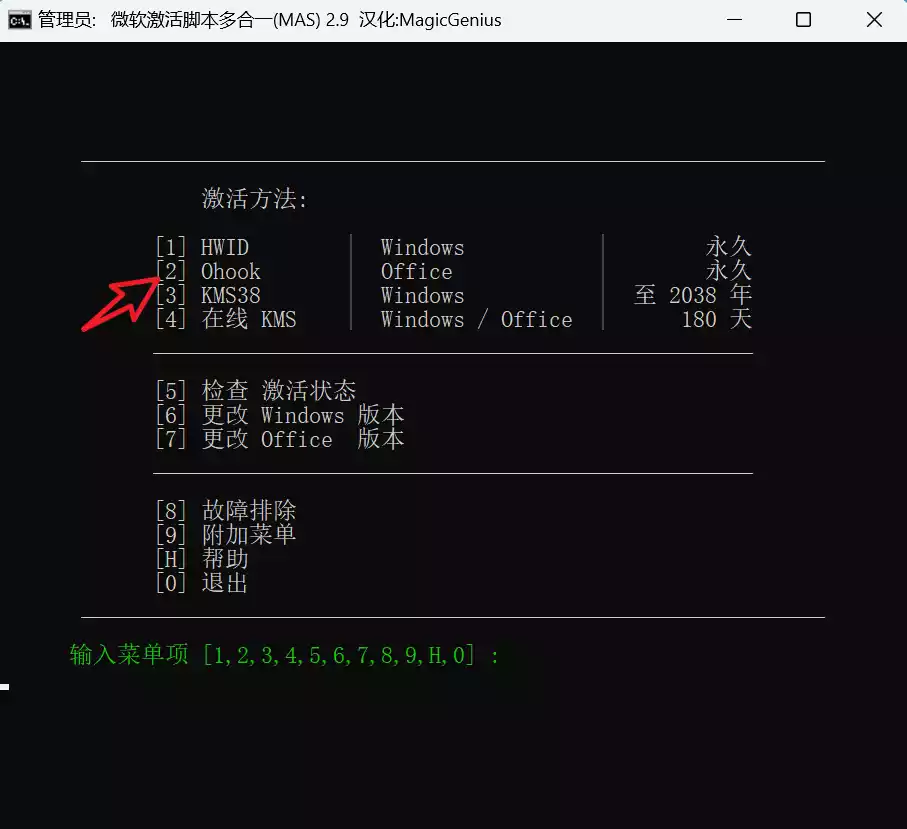 管理员: 微软激活脚本多合一(MAS) 2.9 汉化:MagicGenius
激活方法:
[1] HWID Windows 永久
[2] Ohook Office 永久
[3] KMS38 Windows 至 2038 年
[4] 在线 KMS Windows / Office 180 天
[5] 检查 激活状态
[6] 更改 Windows 版本
[7] 更改 Office 版本
[8] 故障排除
[9] 附加菜单
[H] 帮助
[0] 退出
输入菜单项 [1,2,3,4,5,6,7,8,9,H,0] :